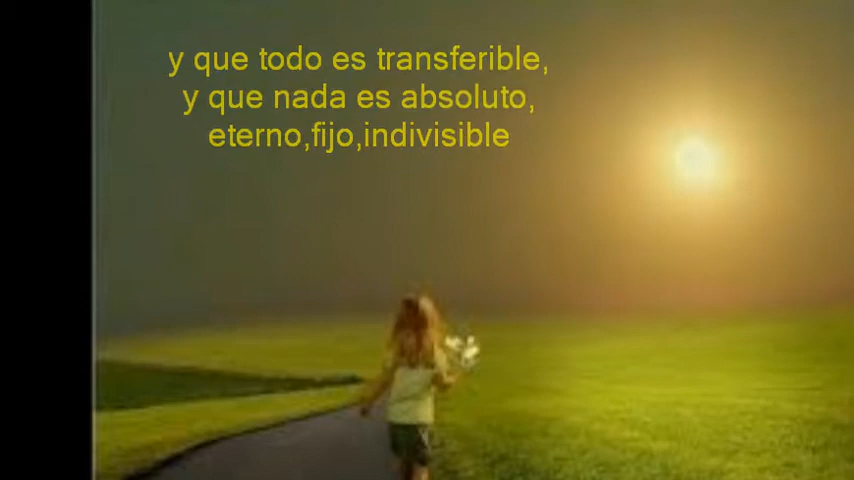 y que todo es transferible,
y que nada es absoluto,
eterno,fijo,indivisible